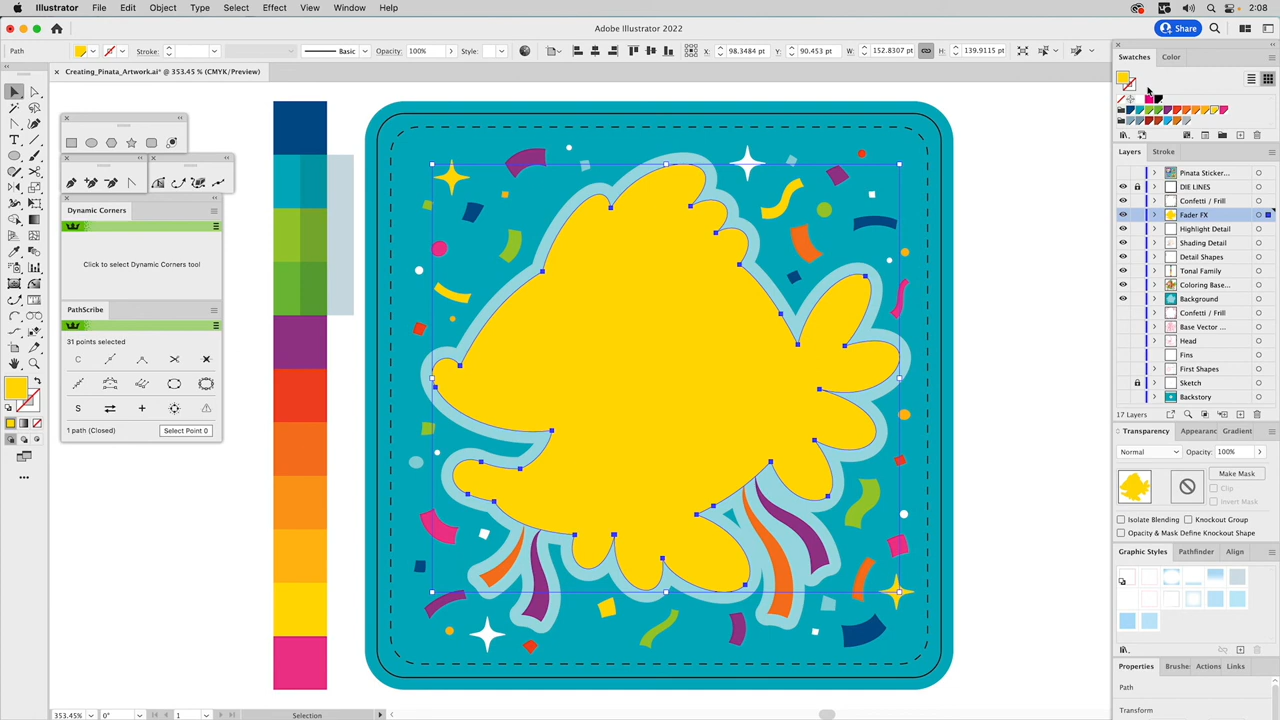 Illustrator File Edit Object Type Select Effect View Window Help 2:08
Adobe Illustrator 2022
Share
Path Stroke: Basic Opacity: 100% Style: X: 98.3484 pt Y: 90.453 pt W: 152.8307 pt H: 139.9115 pt
Creating_Pinata_Artwork.ai* @ 353.45 % (CMYK/Preview)
Swatches Color
Layers Stroke
Pinata Sticker...
DIE LINES
Confetti / Frill
Fader FX
Highlight Detail
Shading Detail
Detail Shapes
Tonal Family
Coloring Base...
Background
Confetti / Frill
Base Vector ...
Head
Fins
First Shapes
Sketch
Backstory
17 Layers
Dynamic Corners
Click to select Dynamic Corners tool
PathScribe
31 points selected
C
S
1 path (Closed) Select Point 0
Transparency Appearanc Gradient
Normal Opacity: 100%
Make Mask
Clip
Invert Mask
Isolate Blending Knockout Group
Opacity & Mask Define Knockout Shape
Graphic Styles Pathfinder Align
Properties Brushe Actions Links
Path
Transform
353.45% 0° 1 Selection